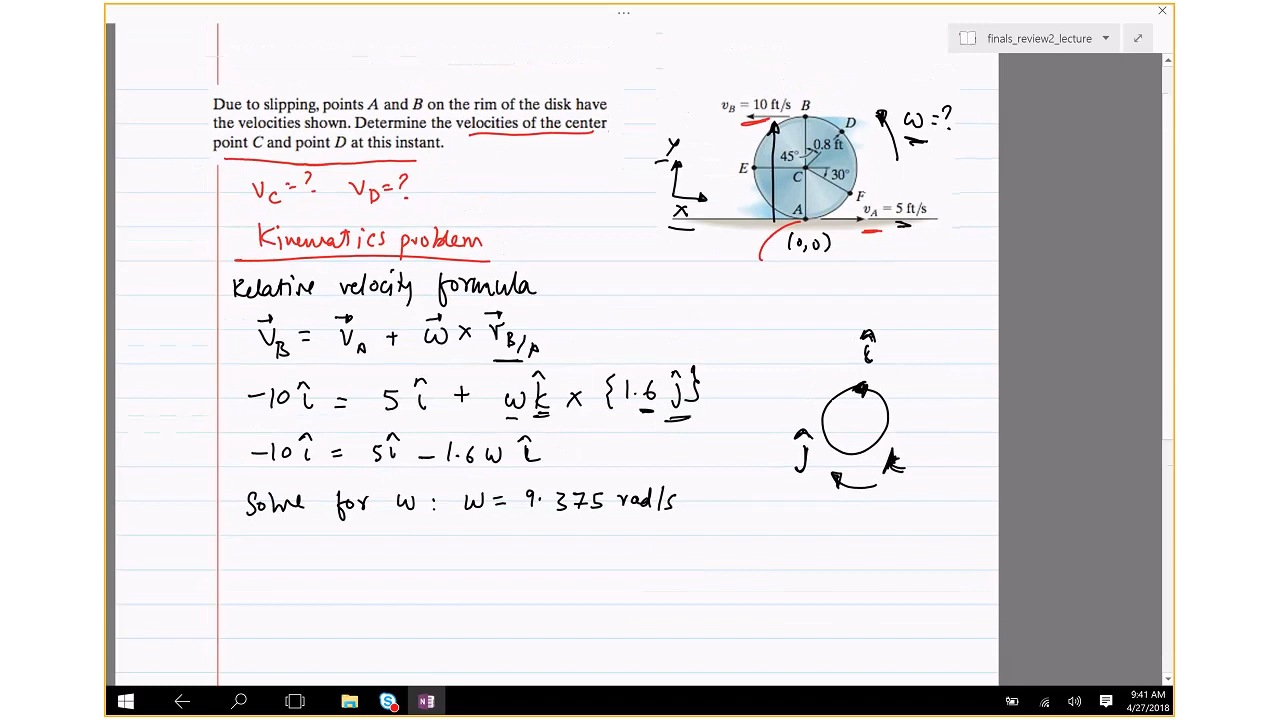 finals_review2_lecture
Due to slipping, points A and B on the rim of the disk have
the velocities shown. Determine the velocities of the center
point C and point D at this instant.
v_B = 10 ft/s B
D
ω = ?
0.8 ft
45°
E
C
30°
F
A
v_A = 5 ft/s
(0,0)
Y
X
V_C = ? V_D = ?
Kinematics problem
Relative velocity formula
V_B = V_A + ω × r_B/A
-10 î = 5 î + ω k̂ × {1.6 ĵ}
-10 î = 5 î - 1.6 ω î
Solve for ω : ω = 9.375 rad/s
î
ĵ
k̂
9:41 AM
4/27/2018